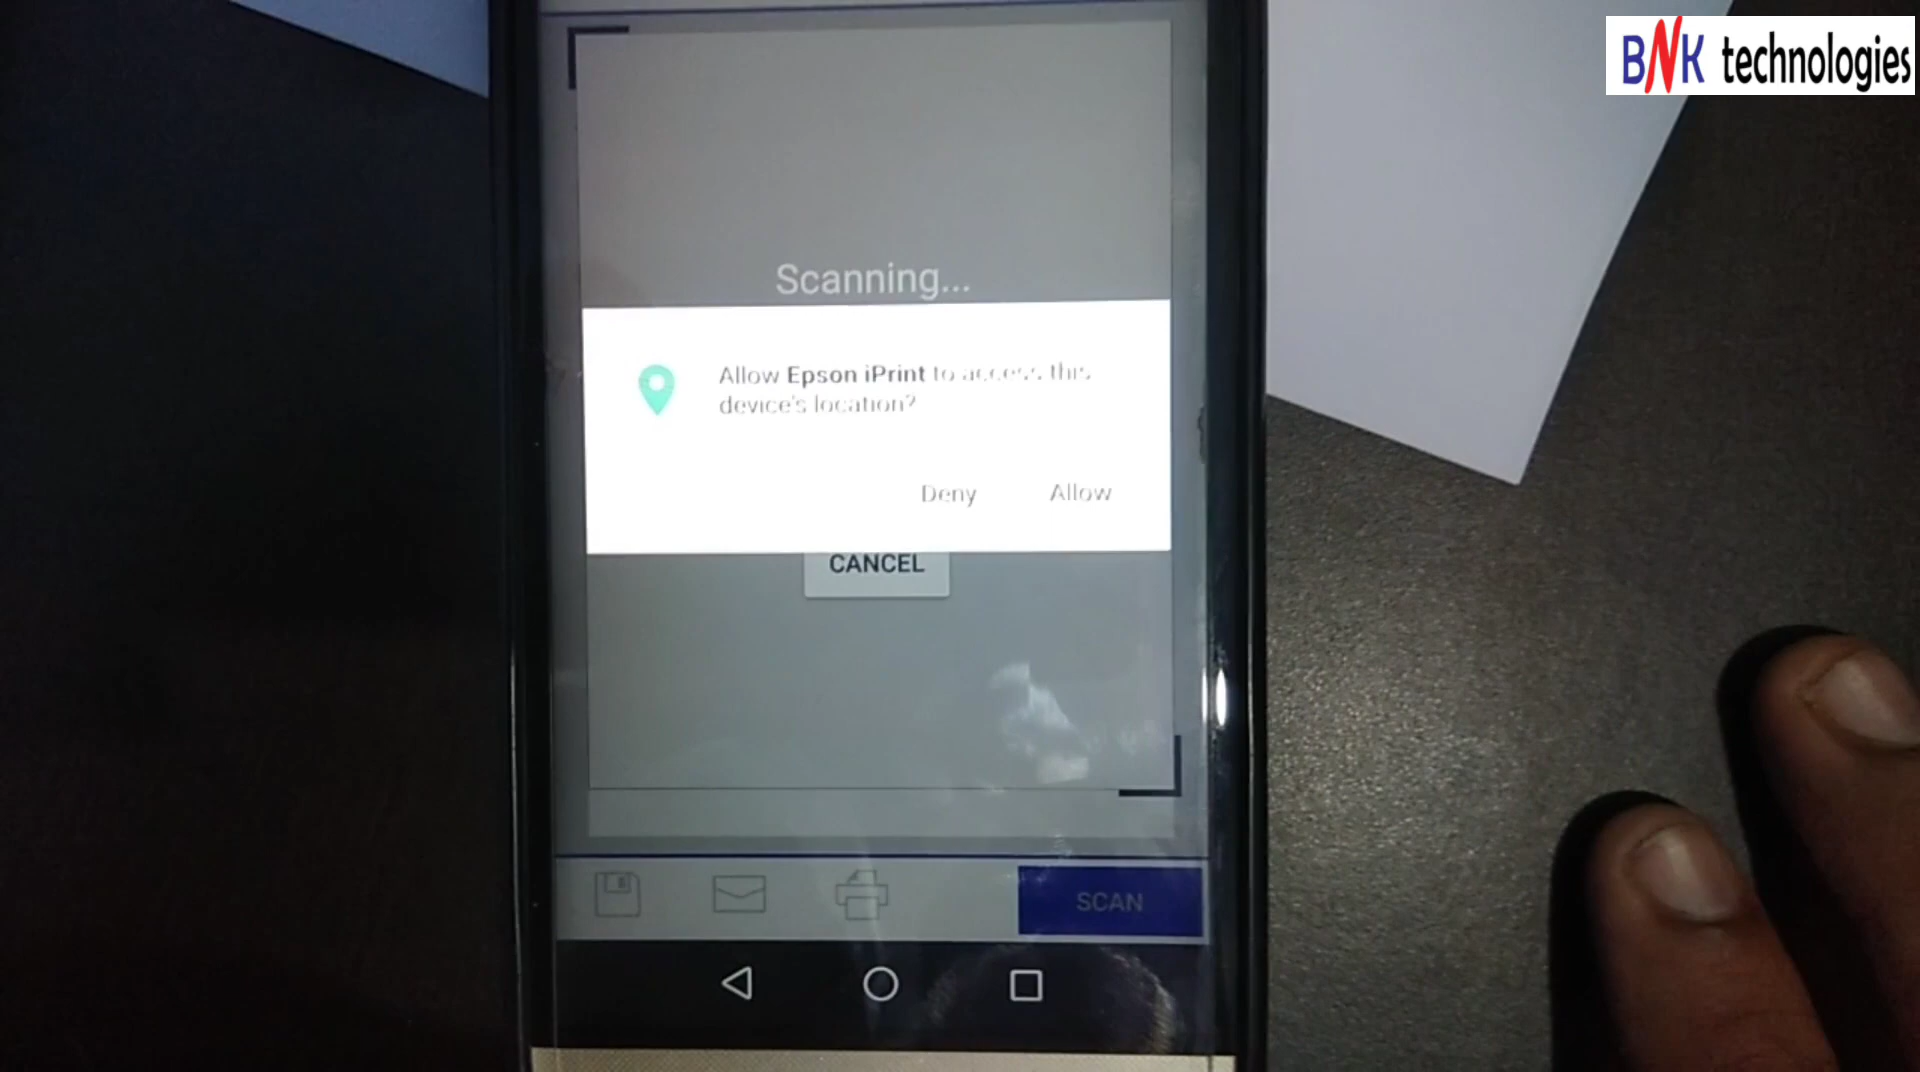 BNK technologies
Scanning...
Allow Epson iPrint to access this
device's location?
Deny Allow
CANCEL
SCAN